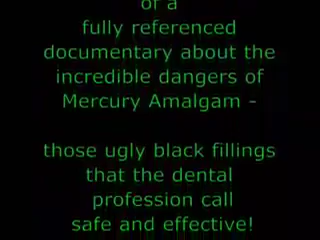 of a
fully referenced
documentary about the
incredible dangers of
Mercury Amalgam -
those ugly black fillings
that the dental
profession call
safe and effective!